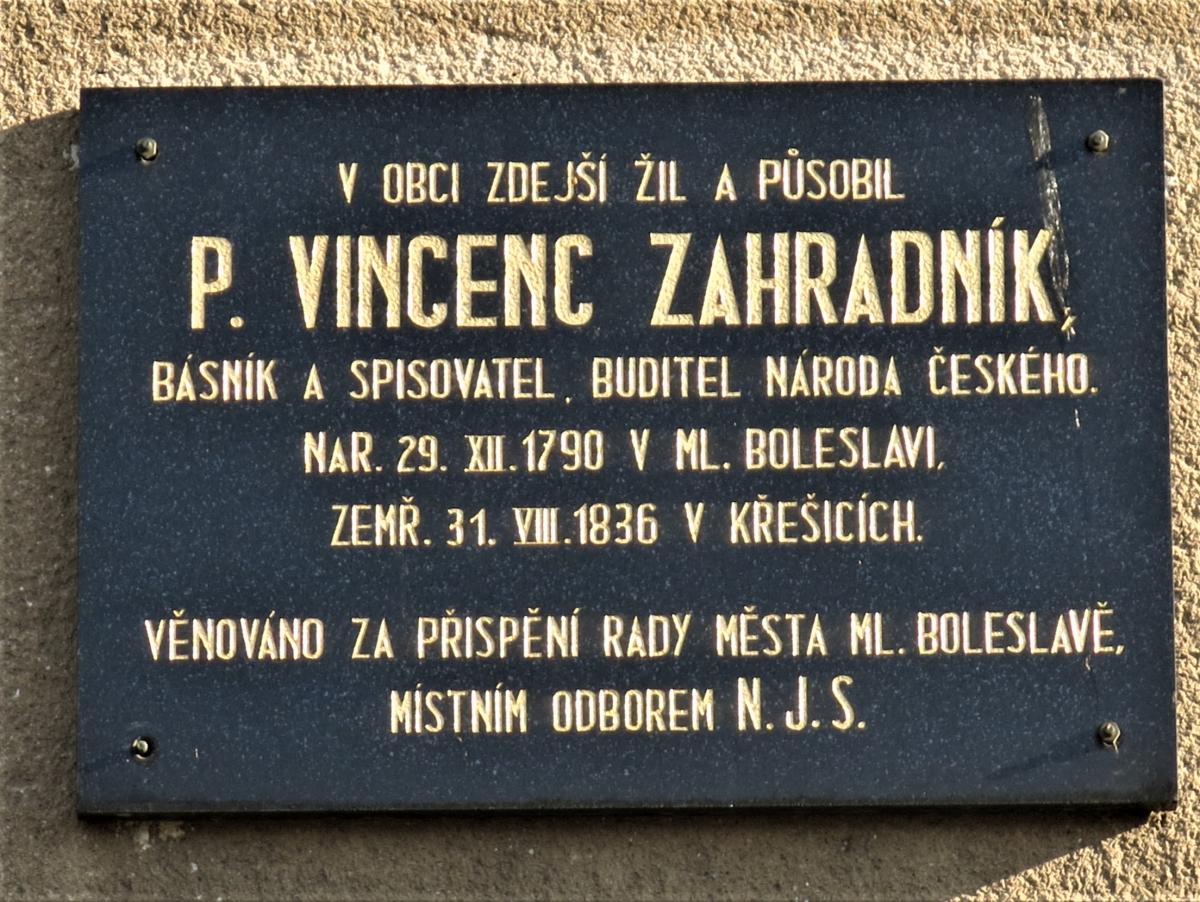 V OBCI ZDEJŠÍ ŽIL A PŮSOBIL
P. VINCENC ZAHRADNÍK,
BÁSNÍK A SPISOVATEL, BUDITEL NÁRODA ČESKÉHO.
NAR. 29. XII. 1790 V ML. BOLESLAVI,
ZEMŘ. 31. VIII. 1836 V KŘEŠICÍCH.
VĚNOVÁNO ZA PŘISPĚNÍ RADY MĚSTA ML. BOLESLAVĚ,
MÍSTNÍM ODBOREM N. J. S.